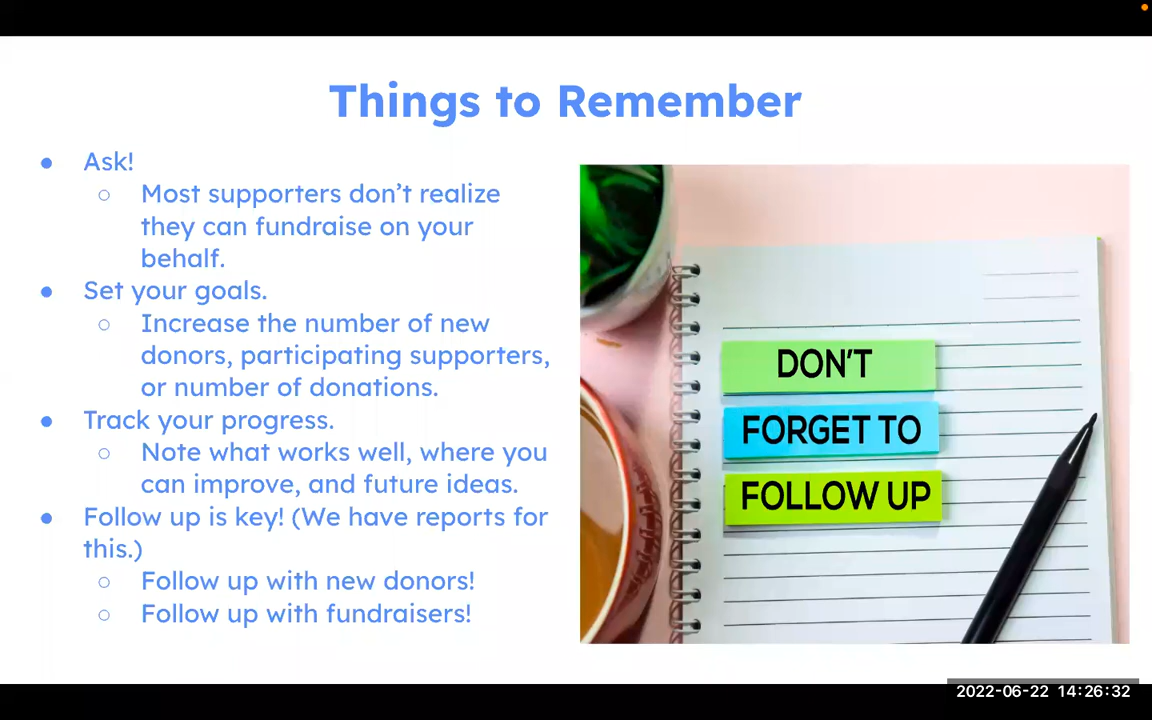 Things to Remember
● Ask!
○ Most supporters don’t realize
they can fundraise on your
behalf.
● Set your goals.
○ Increase the number of new
donors, participating supporters,
or number of donations.
● Track your progress.
○ Note what works well, where you
can improve, and future ideas.
● Follow up is key! (We have reports for
this.)
○ Follow up with new donors!
○ Follow up with fundraisers!
DON'T
FORGET TO
FOLLOW UP
2022-06-22 14:26:32